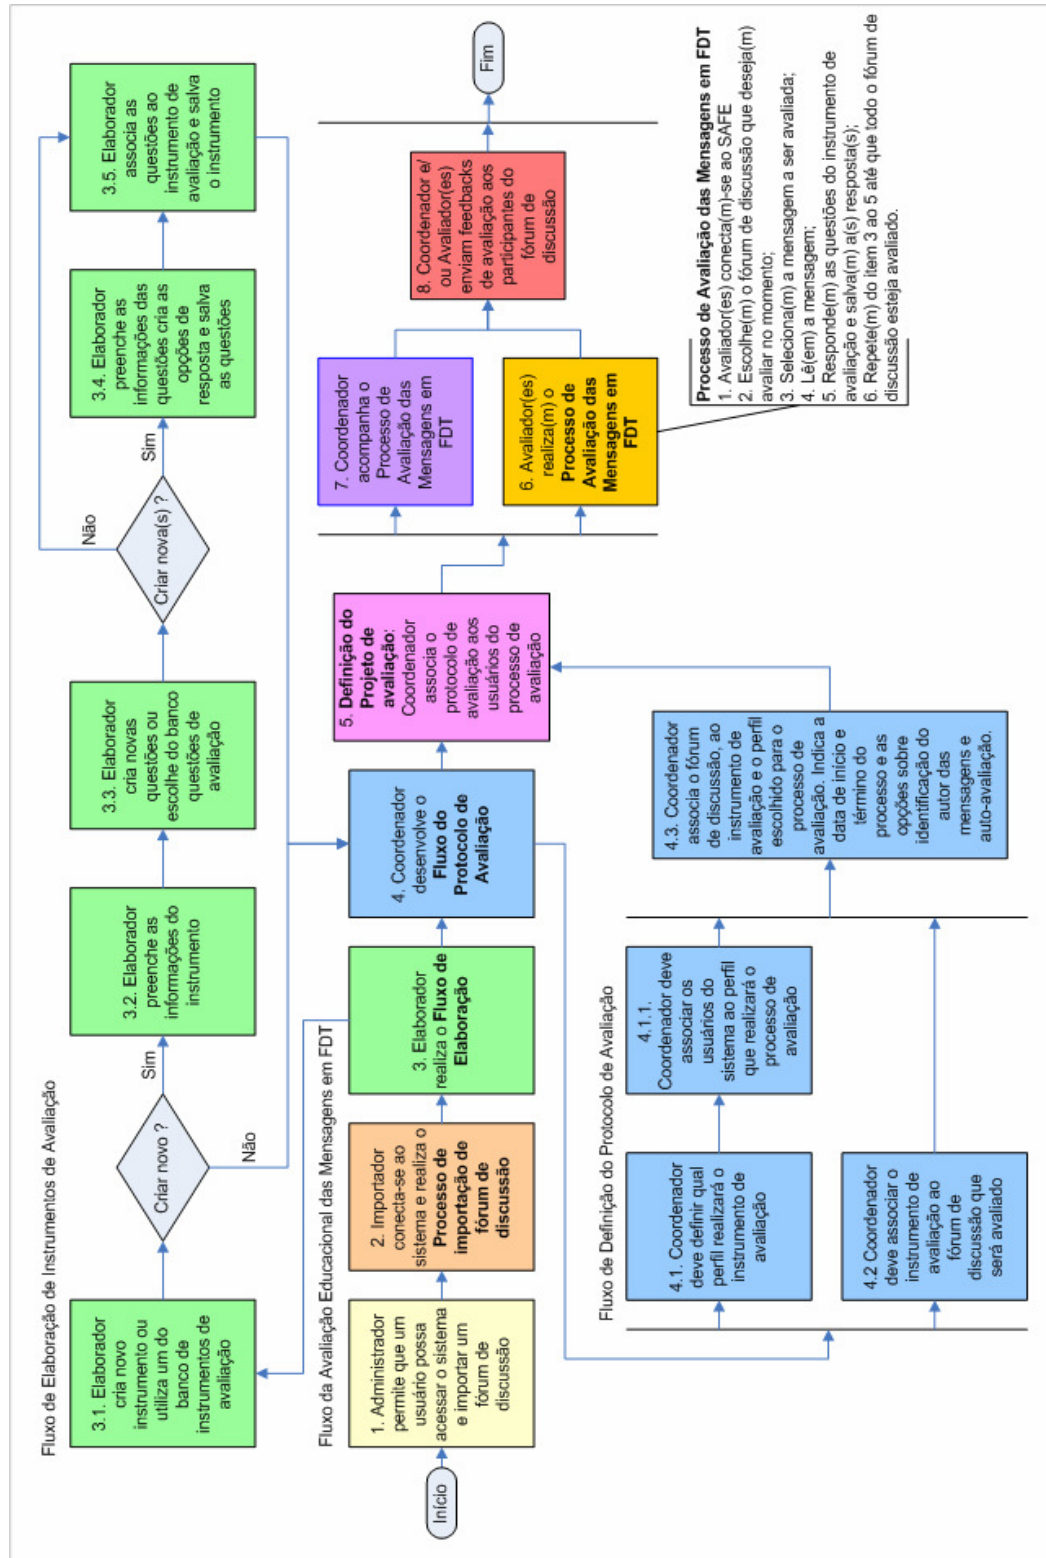 Fluxo de Elaboração de Instrumentos de Avaliação
3.1. Elaborador
cria novo
instrumento ou
utiliza um do
banco de
instrumentos de
avaliação
Criar novo ?
Sim
Não
3.2. Elaborador
preenche as
informações do
instrumento
3.3. Elaborador
cria novas
questões ou
escolhe do banco
questões de
avaliação
Criar nova(s) ?
Sim
Não
3.4. Elaborador
preenche as
informações das
questões cria as
opções de
resposta e salva
as questões
3.5. Elaborador
associa as
questões ao
instrumento de
avaliação e salva
o instrumento
Fluxo da Avaliação Educacional das Mensagens em FDT
Início
1. Administrador
permite que um
usuário possa
acessar o sistema
e importar um
fórum de
discussão
2. Importador
conecta-se ao
sistema e realiza o
Processo de
importação de
fórum de
discussão
3. Elaborador
realiza o Fluxo de
Elaboração
4. Coordenador
desenvolve o
Fluxo do
Protocolo de
Avaliação
5. Definição do
Projeto de
avaliação:
Coordenador
associa o
protocolo de
avaliação aos
usuários do
processo de
avaliação
7. Coordenador
acompanha o
Processo de
Avaliação das
Mensagens em
FDT
6. Avaliador(es)
realiza(m) o
Processo de
Avaliação das
Mensagens em
FDT
8. Coordenador e/
ou Avaliador(es)
enviam feedbacks
de avaliação aos
participantes do
fórum de
discussão
Fim
Processo de Avaliação das Mensagens em FDT
1. Avaliador(es) conecta(m)-se ao SAFE
2. Escolhe(m) o fórum de discussão que deseja(m)
avaliar no momento;
3. Seleciona(m) a mensagem a ser avaliada;
4. Lê(em) a mensagem;
5. Responde(m) as questões do instrumento de
avaliação e salva(m) a(s) resposta(s);
6. Repete(m) do item 3 ao 5 até que todo o fórum de
discussão esteja avaliado.
Fluxo de Definição do Protocolo de Avaliação
4.1. Coordenador
deve definir qual
perfil realizará o
instrumento de
avaliação
4.1.1.
Coordenador deve
associar os
usuários do
sistema ao perfil
que realizará o
processo de
avaliação
4.2 Coordenador
deve associar o
instrumento de
avaliação ao
fórum de
discussão que
será avaliado
4.3. Coordenador
associa o fórum
de discussão, ao
instrumento de
avaliação e o perfil
escolhido para o
processo de
avaliação. Indica a
data de início e
término do
processo e as
opções sobre
identificação do
autor das
mensagens e
auto-avaliação.